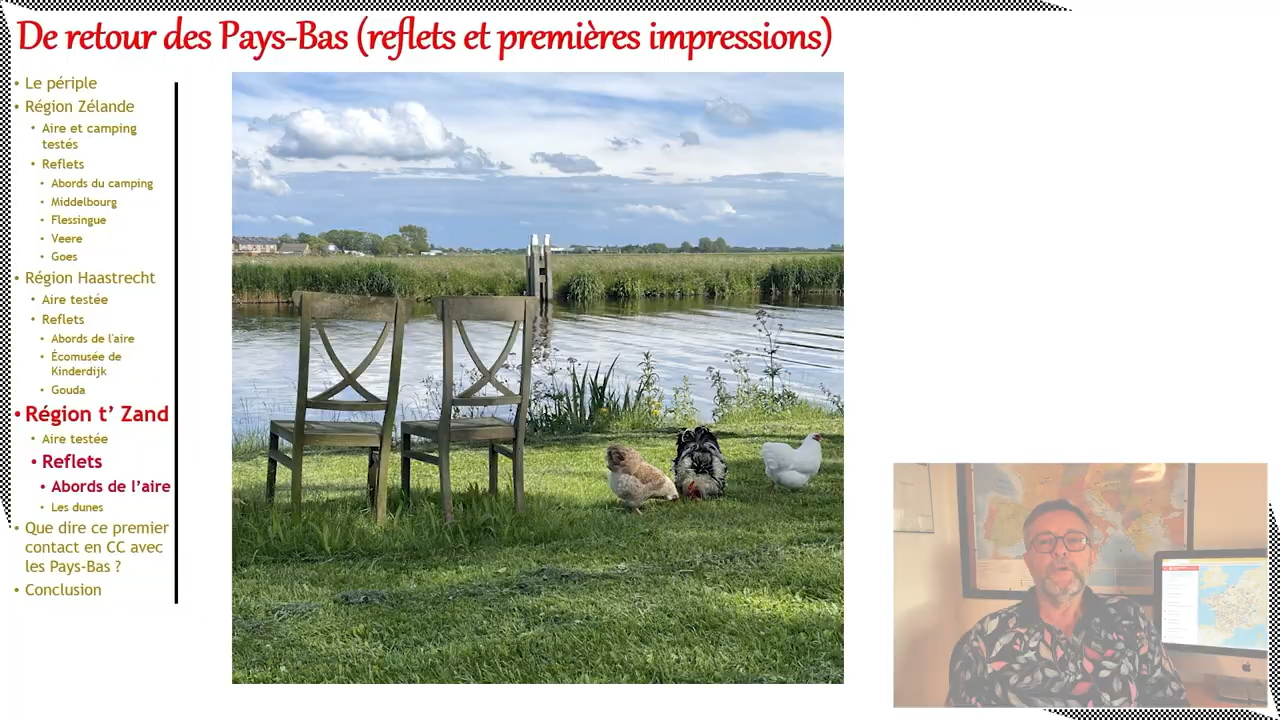 De retour des Pays-Bas (reflets et premières impressions)
• Le périple
• Région Zélande
• Aire et camping
testés
• Reflets
• Abords du camping
• Middelbourg
• Flessingue
• Veere
• Goes
• Région Haastrecht
• Aire testée
• Reflets
• Abords de l'aire
• Écomusée de
Kinderdijk
• Gouda
• Région t’ Zand
• Aire testée
• Reflets
• Abords de l’aire
• Les dunes
• Que dire ce premier
contact en CC avec
les Pays-Bas ?
• Conclusion